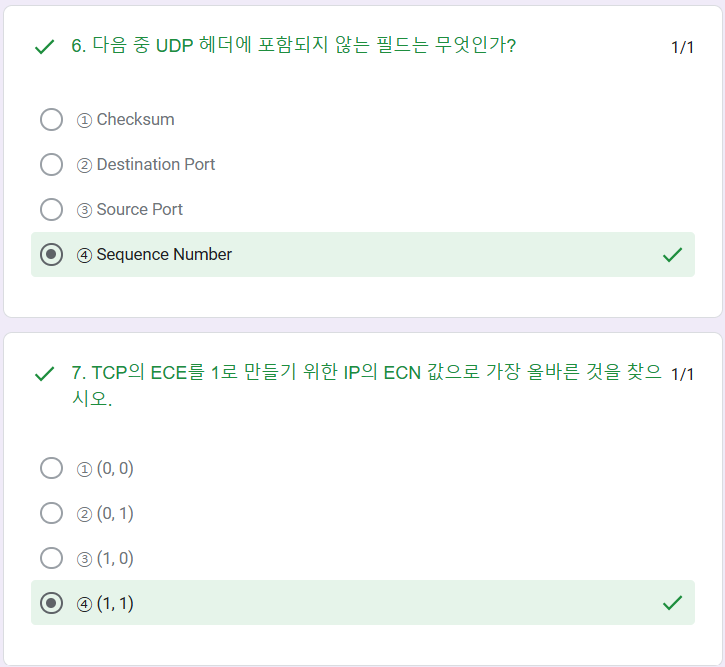 6. 다음 중 UDP 헤더에 포함되지 않는 필드는 무엇인가?
1/1
① Checksum
② Destination Port
③ Source Port
④ Sequence Number
7. TCP의 ECE를 1로 만들기 위한 IP의 ECN 값으로 가장 올바른 것을 찾으
시오.
1/1
① (0, 0)
② (0, 1)
③ (1, 0)
④ (1, 1)